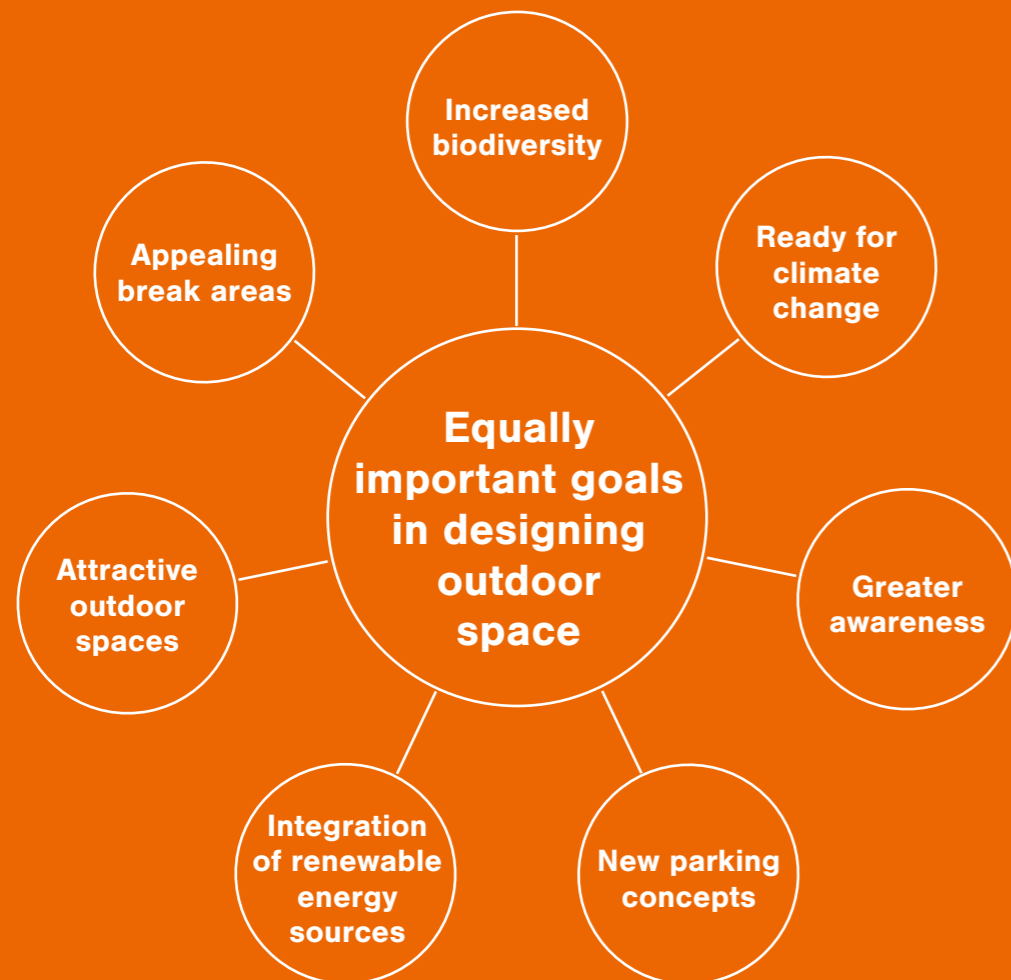 Increased
biodiversity
Ready for
climate
change
Appealing
break areas
Equally
important goals
in designing
outdoor
space
Attractive
outdoor
spaces
Greater
awareness
Integration
of renewable
energy
sources
New parking
concepts